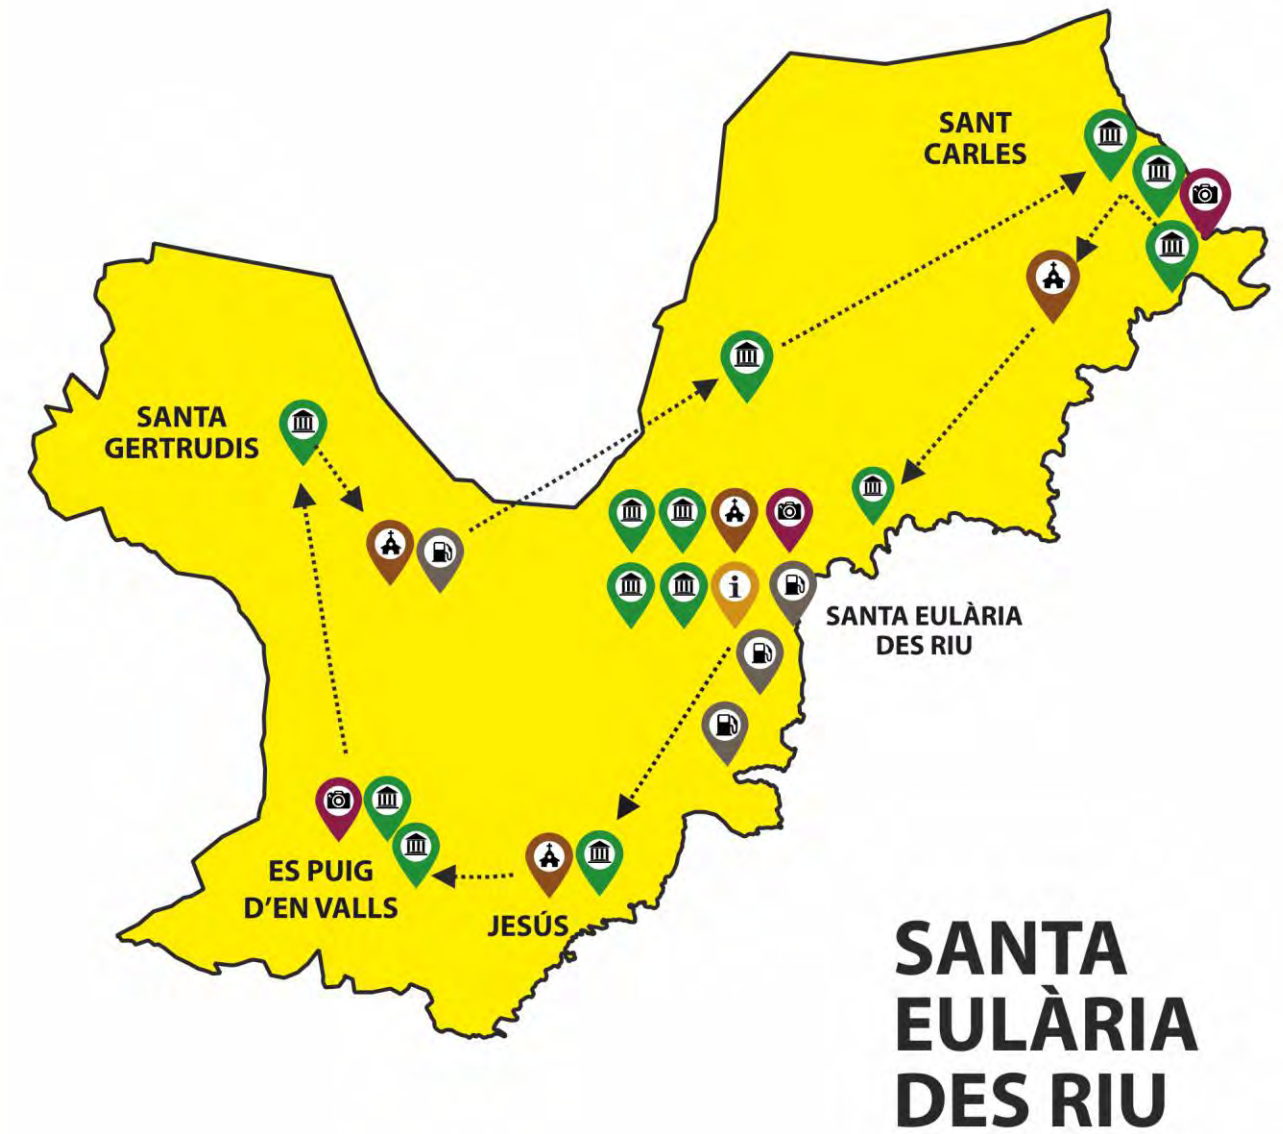 SANT
CARLES
SANTA
GERTRUDIS
SANTA EULÀRIA
DES RIU
ES PUIG
D'EN VALLS
JESÚS
SANTA
EULÀRIA
DES RIU